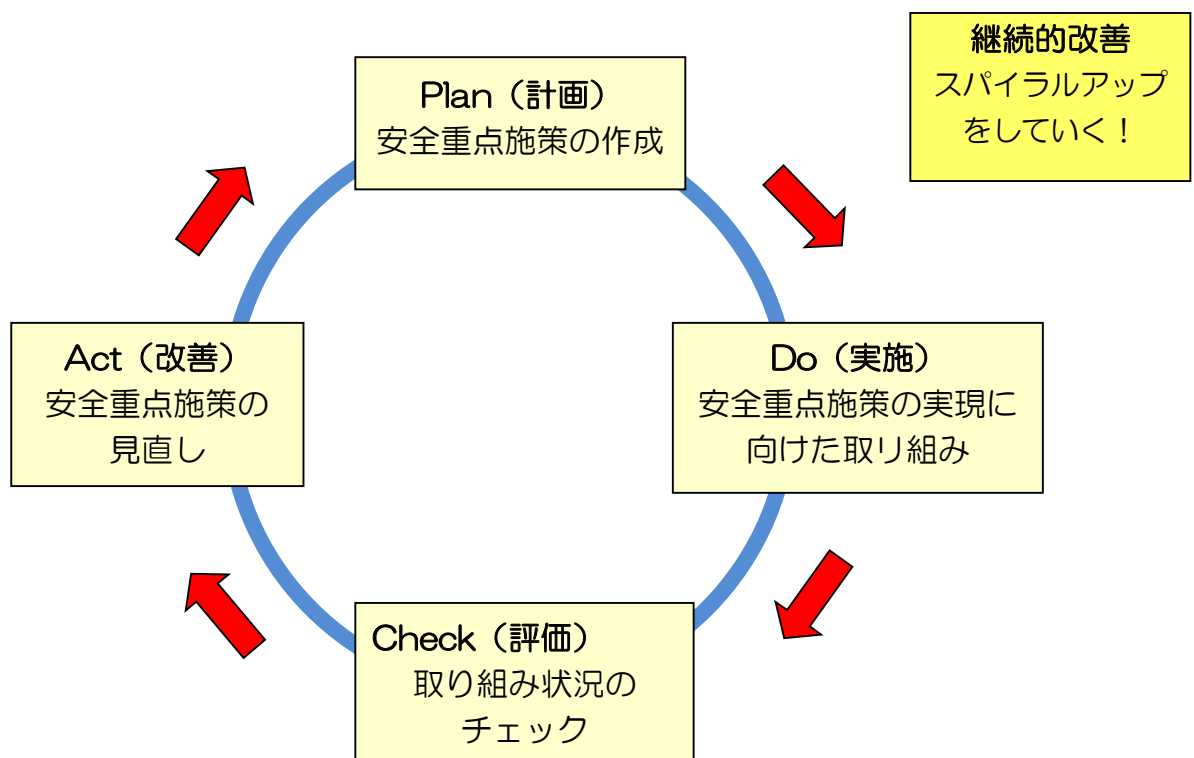 継続的改善
スパイラルアップ
をしていく！
Plan（計画）
安全重点施策の作成
Act（改善）
安全重点施策の
見直し
Do（実施）
安全重点施策の実現に
向けた取り組み
Check（評価）
取り組み状況の
チェック